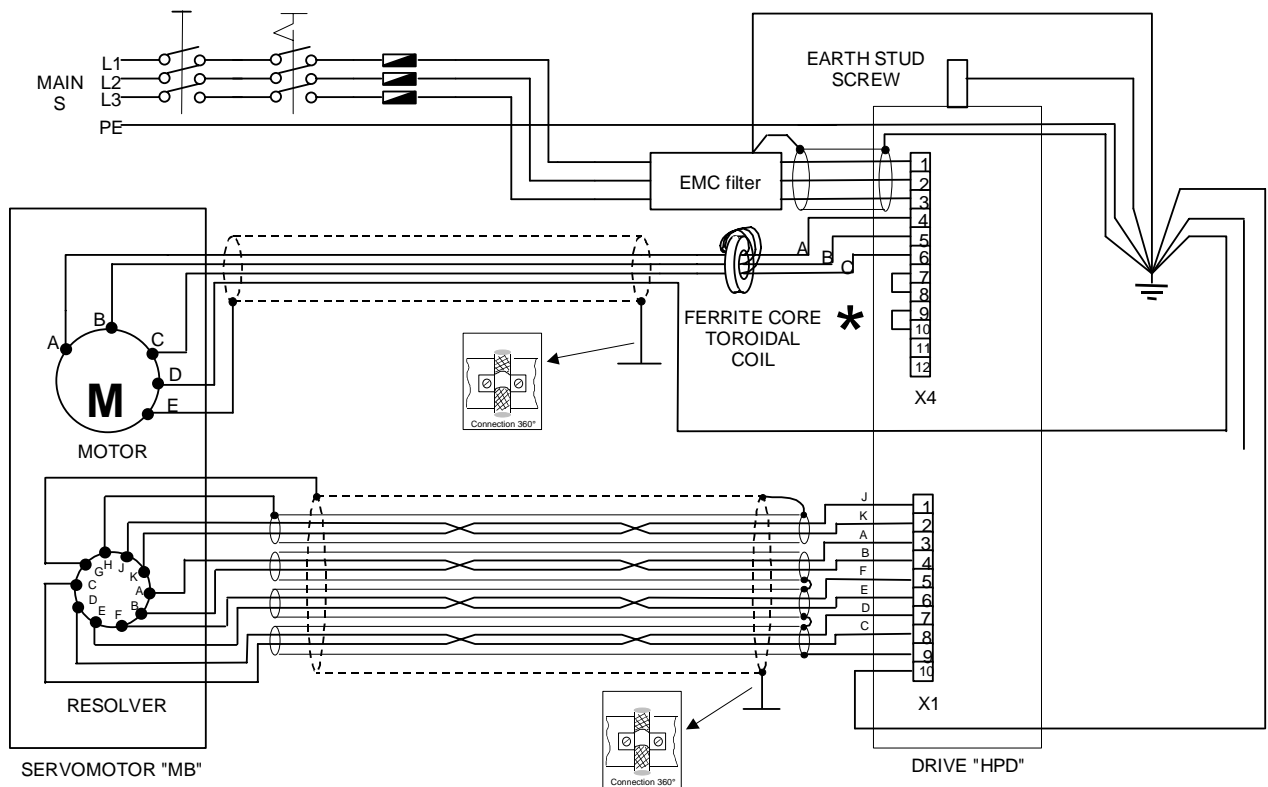 MAIN
S
L1
L2
L3
PE
EARTH STUD
SCREW
EMC filter
1
2
3
4
5
6
7
8
9
10
11
12
X4
A
B
C
FERRITE CORE
TOROIDAL
COIL
*
A
B
C
D
E
M
MOTOR
Connection 360°
G
H
J
K
C
A
D
B
E
F
RESOLVER
SERVOMOTOR "MB"
J
K
A
B
F
E
D
C
1
2
3
4
5
6
7
8
9
10
X1
Connection 360°
DRIVE "HPD"